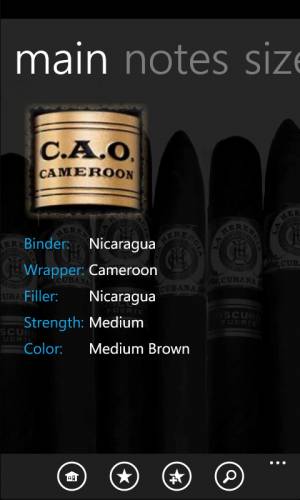 main notes size
C.A.O.
CAMEROON
Binder: Nicaragua
Wrapper: Cameroon
Filler: Nicaragua
Strength: Medium
Color: Medium Brown